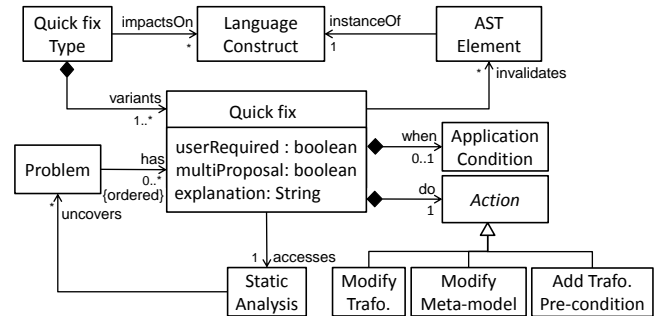 Quick fix
Type
impactsOn
*
Language
Construct
instanceOf
1
AST
Element
* invalidates
variants
1..*
Quick fix
userRequired : boolean
multiProposal: boolean
explanation: String
when
0..1
Application
Condition
Problem
has
0..*
{ordered}
do
1
Action
*
uncovers
1 accesses
Static
Analysis
Modify
Trafo.
Modify
Meta-model
Add Trafo.
Pre-condition